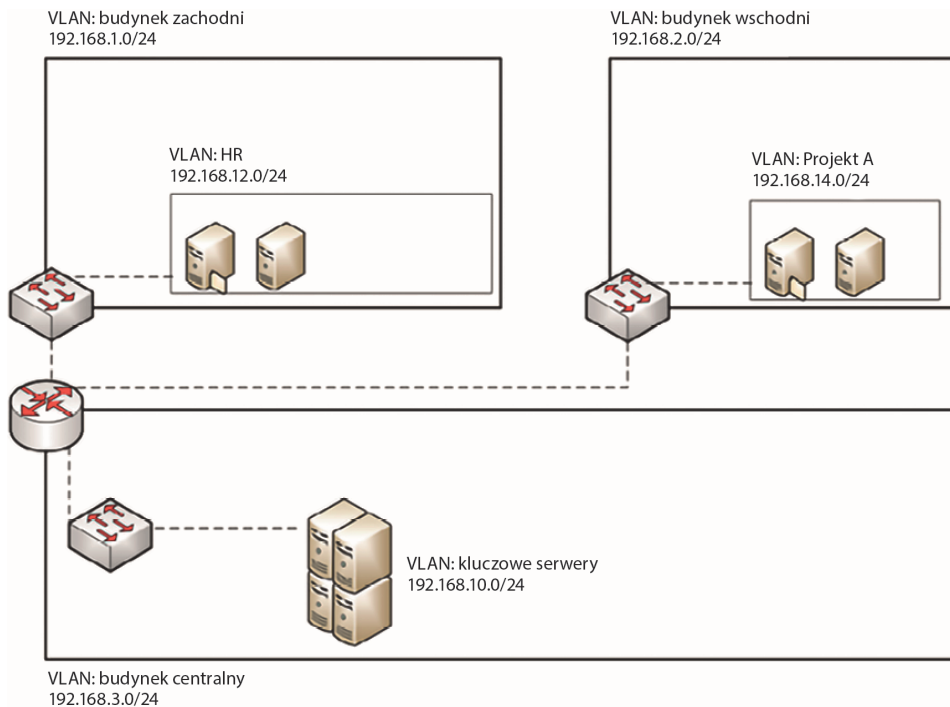 VLAN: budynek zachodni
192.168.1.0/24
VLAN: budynek wschodni
192.168.2.0/24
VLAN: HR
192.168.12.0/24
VLAN: Projekt A
192.168.14.0/24
VLAN: kluczowe serwery
192.168.10.0/24
VLAN: budynek centralny
192.168.3.0/24